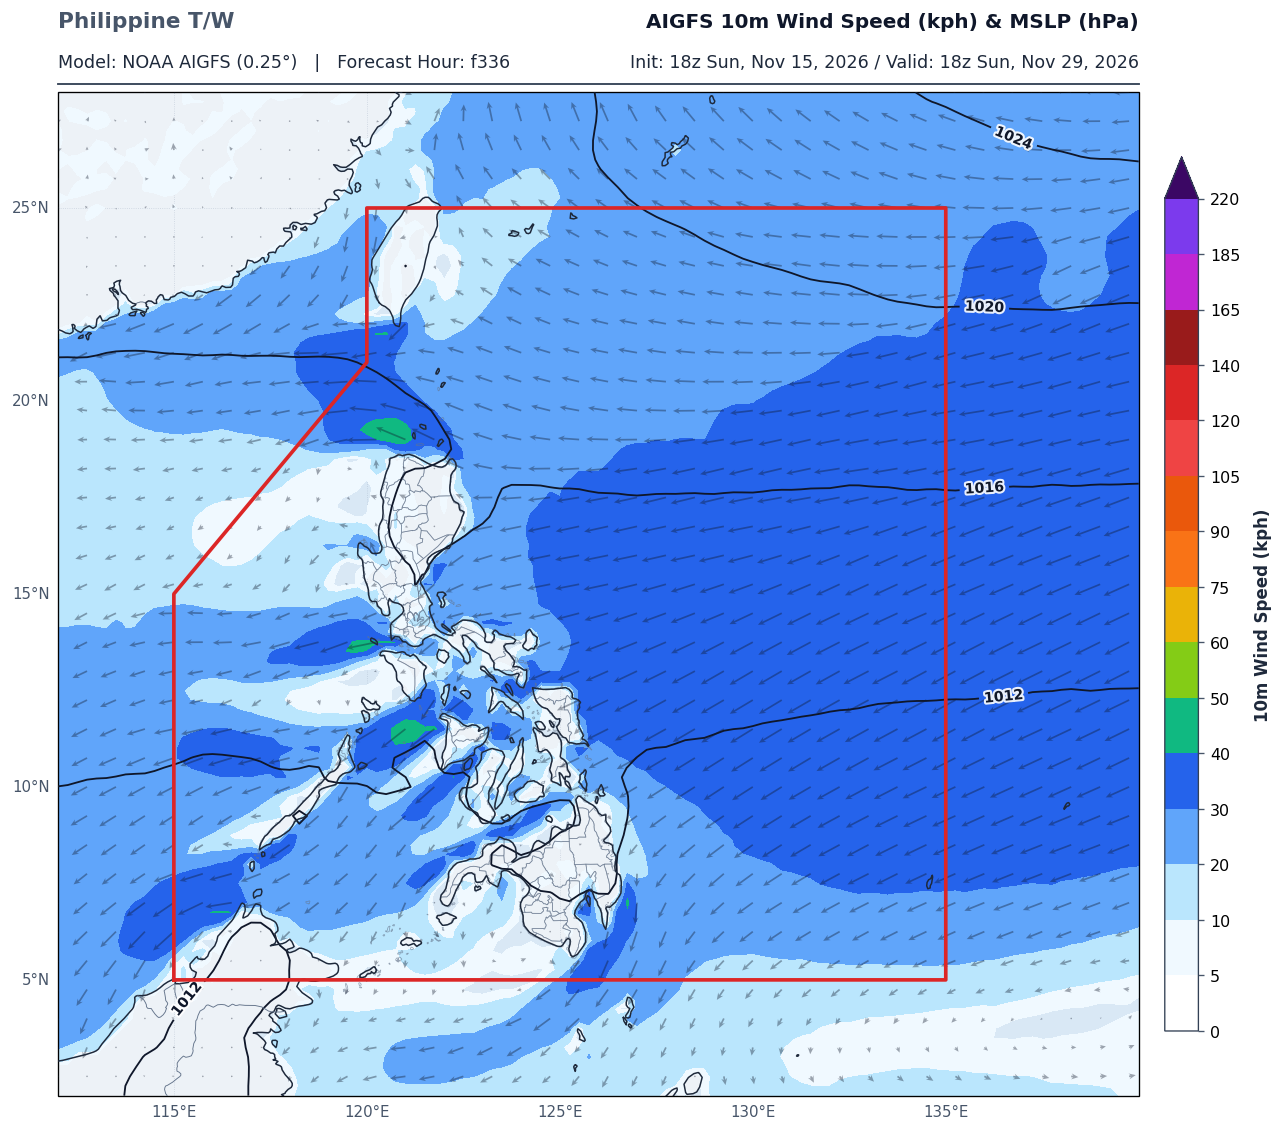 Philippine T/W
AIGFS 10m Wind Speed (kph) & MSLP (hPa)
Model: NOAA AIGFS (0.25°) | Forecast Hour: f336
Init: 18z Sun, Nov 15, 2026 / Valid: 18z Sun, Nov 29, 2026
1024
25°N
1020
20°N
1016
15°N
1012
10°N
5°N
1012
115°E
120°E
125°E
130°E
135°E
220
185
165
140
120
105
90
75
60
50
40
30
20
10
5
0
10m Wind Speed (kph)